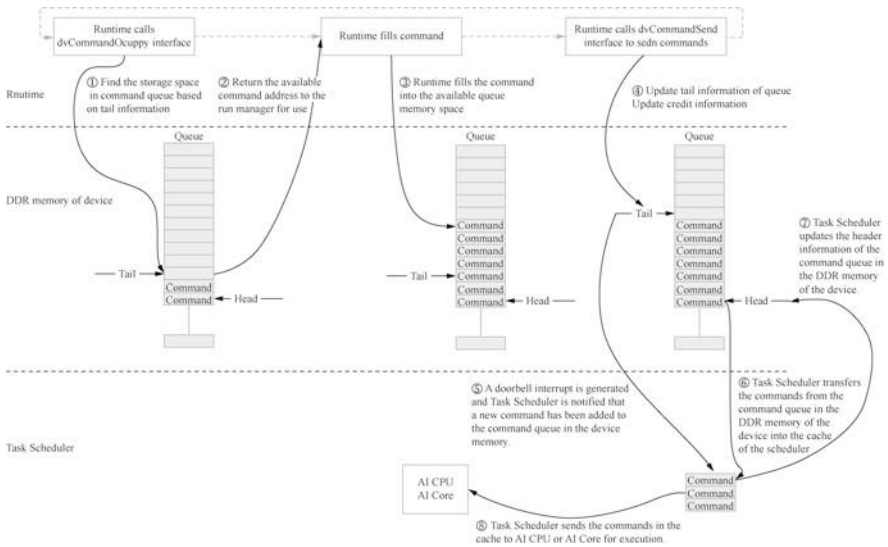 Runtime calls
dvCommandOcuppy interface
Runtime fills command
Runtime calls dvCommandSend
interface to sedn commands
① Find the storage space
in command queue based
on tail information
② Return the available
command address to the
run manager for use
③ Runtime fills the command
into the available queue
memory space
④ Update tail information of queue
Update credit information
Rnutime
Queue
Queue
Queue
DDR memory of device
Tail
Command
Command
Head
Command
Command
Command
Command
Tail
Command
Command
Command
Head
Tail
Command
Command
Command
Command
Command
Command
Command
Head
⑦ Task Scheduler
updates the header
information of the
command queue in
the DDR memory
of the device.
⑤ A doorbell interrupt is generated
and Task Scheduler is notified that
a new command has been added to
the command queue in the device
memory.
⑥ Task Scheduler transfers
the commands from the
command queue in the
DDR memory of the
device into the cache
of the scheduler
Task Scheduler
AI CPU
AI Core
Command
Command
Command
⑧ Task Scheduler sends the commands in the
cache to AI CPU or AI Core for execution.